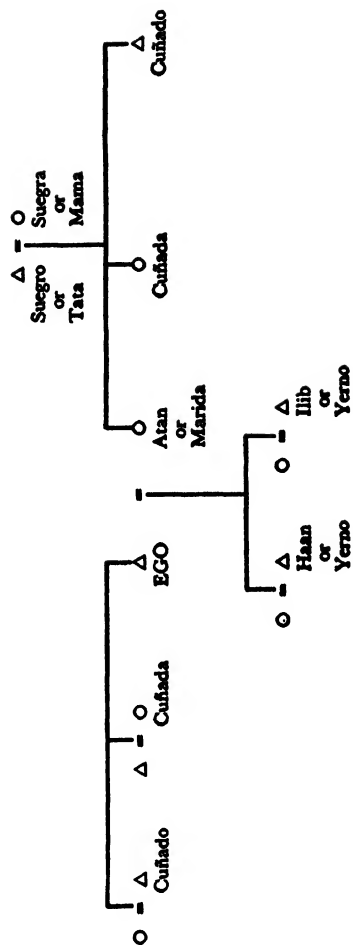 Suegro or Tata
Suegra or Mama
Cuñado
Cuñada
EGO
Atan or Marida
Cuñada
Cuñado
Haan or Yerno
Ilib or Yerno